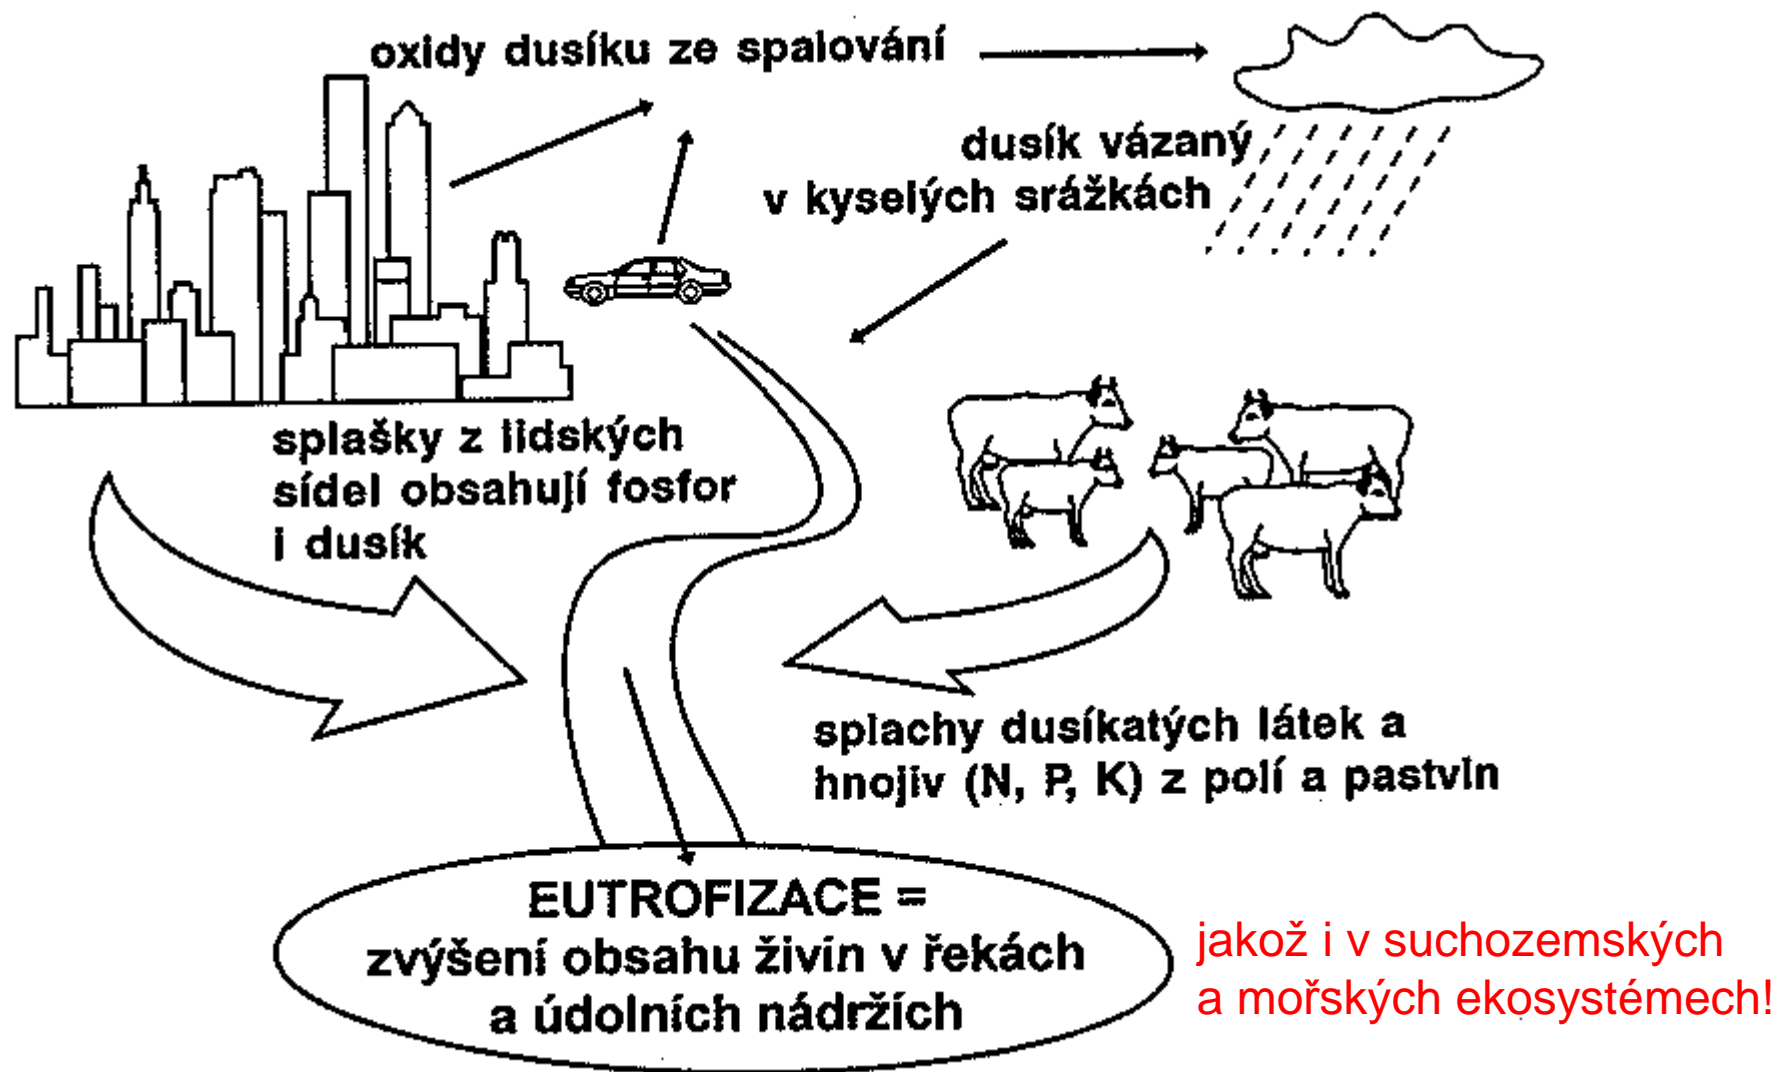 oxidy dusíku ze spalování
dusík vázaný
v kyselých srážkách
splašky z lidských
sídel obsahují fosfor
i dusík
splachy dusíkatých látek a
hnojiv (N, P, K) z polí a pastvin
EUTROFIZACE =
zvýšení obsahu živin v řekách
a údolních nádržích
jakož i v suchozemských
a mořských ekosystémech!